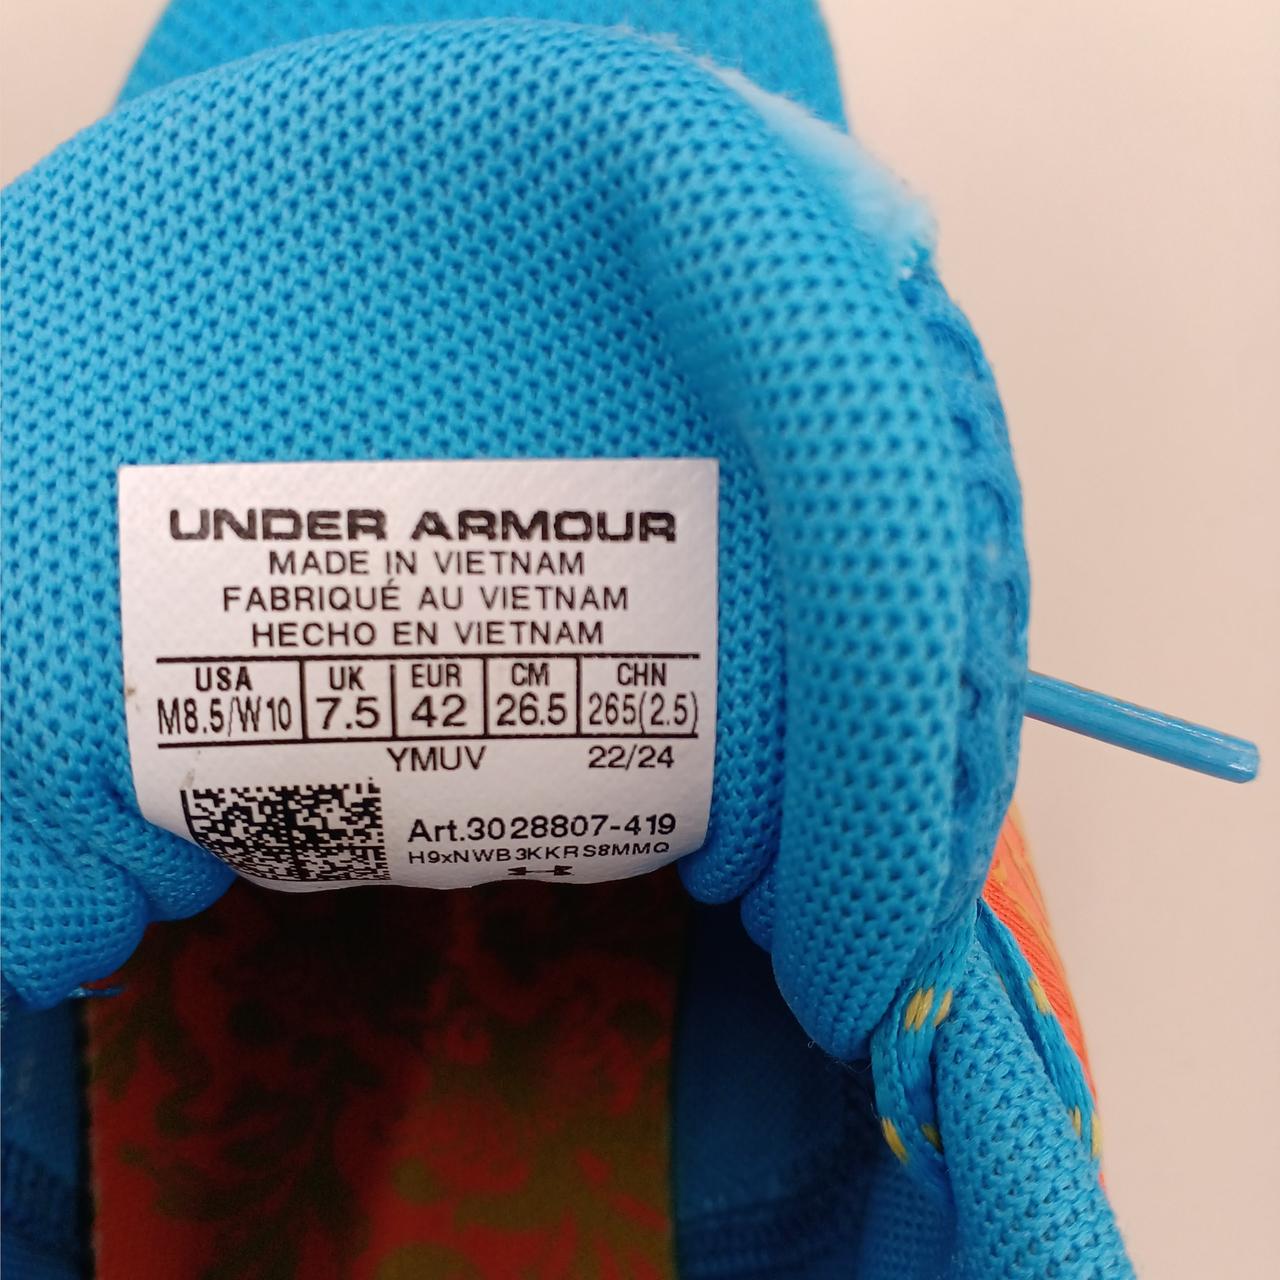 UNDER ARMOUR
MADE IN VIETNAM
FABRIQUÉ AU VIETNAM
HECHO EN VIETNAM
USA UK EUR CM CHN
M8.5/W10 7.5 42 26.5 265(2.5)
YMUV 22/24
Art.3028807-419
H9xNWB3KKRS8MMQ